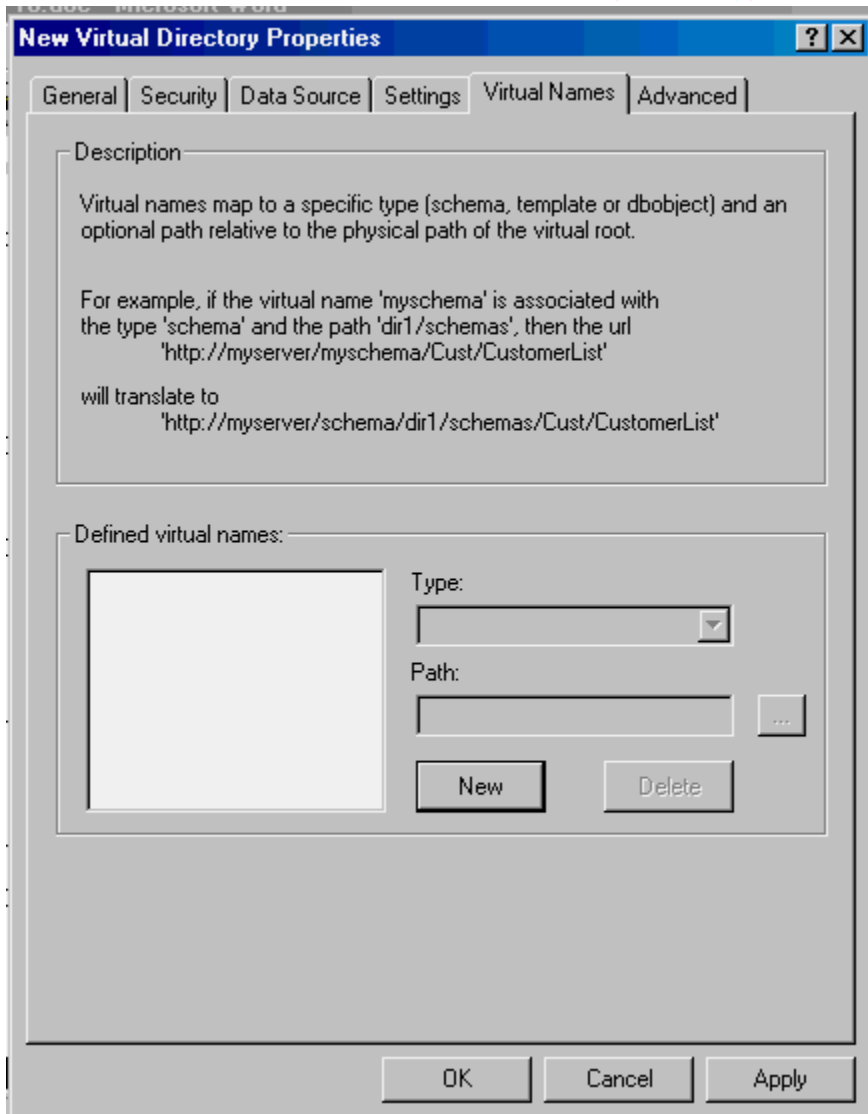 10.doc - Microsoft Word
New Virtual Directory Properties
General Security Data Source Settings Virtual Names Advanced
Description
Virtual names map to a specific type (schema, template or dbobject) and an
optional path relative to the physical path of the virtual root.
For example, if the virtual name 'myschema' is associated with
the type 'schema' and the path 'dir1/schemas', then the url
'http://myserver/myschema/Cust/CustomerList'
will translate to
'http://myserver/schema/dir1/schemas/Cust/CustomerList'
Defined virtual names:
Type:
Path:
...
New Delete
OK Cancel Apply